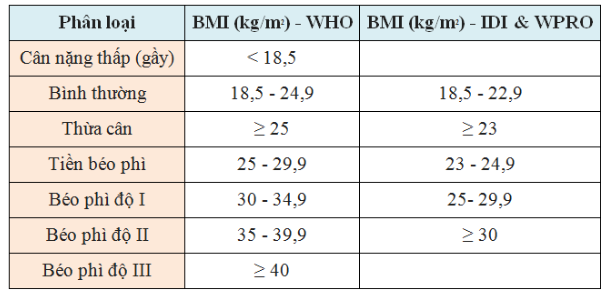 Phân loại BMI (kg/m²) - WHO BMI (kg/m²) - IDI & WPRO
Cân nặng thấp (gầy) < 18,5
Bình thường 18,5 - 24,9 18,5 - 22,9
Thừa cân ≥ 25 ≥ 23
Tiền béo phì 25 - 29,9 23 - 24,9
Béo phì độ I 30 - 34,9 25- 29,9
Béo phì độ II 35 - 39,9 ≥ 30
Béo phì độ III ≥ 40